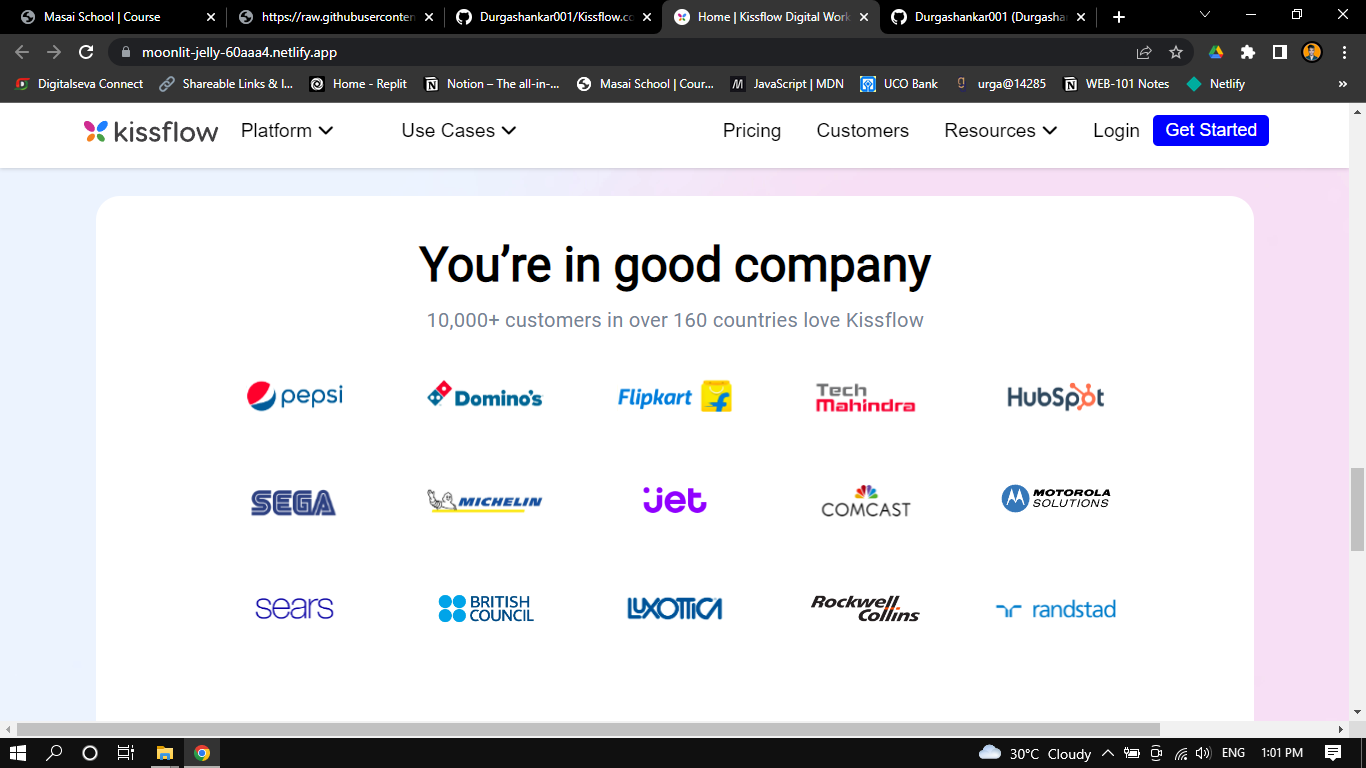 Masai School | Course
https://raw.githubuserconten
Durgashankar001/Kissflow.co
Home | Kissflow Digital Work
Durgashankar001 (Durgasha
moonlit-jelly-60aaa4.netlify.app
Digitalseva Connect
Shareable Links & I...
Home - Replit
Notion – The all-in-...
Masai School | Cour...
JavaScript | MDN
UCO Bank
urga@14285
WEB-101 Notes
Netlify
»
kissflow Platform Use Cases Pricing Customers Resources Login Get Started
You're in good company
10,000+ customers in over 160 countries love Kissflow
pepsi Domino's Flipkart Tech Mahindra HubSpot
SEGA MICHELIN Jet COMCAST MOTOROLA SOLUTIONS
sears BRITISH COUNCIL LUXOTTICA Rockwell Collins randstad
30°C Cloudy ENG 1:01 PM